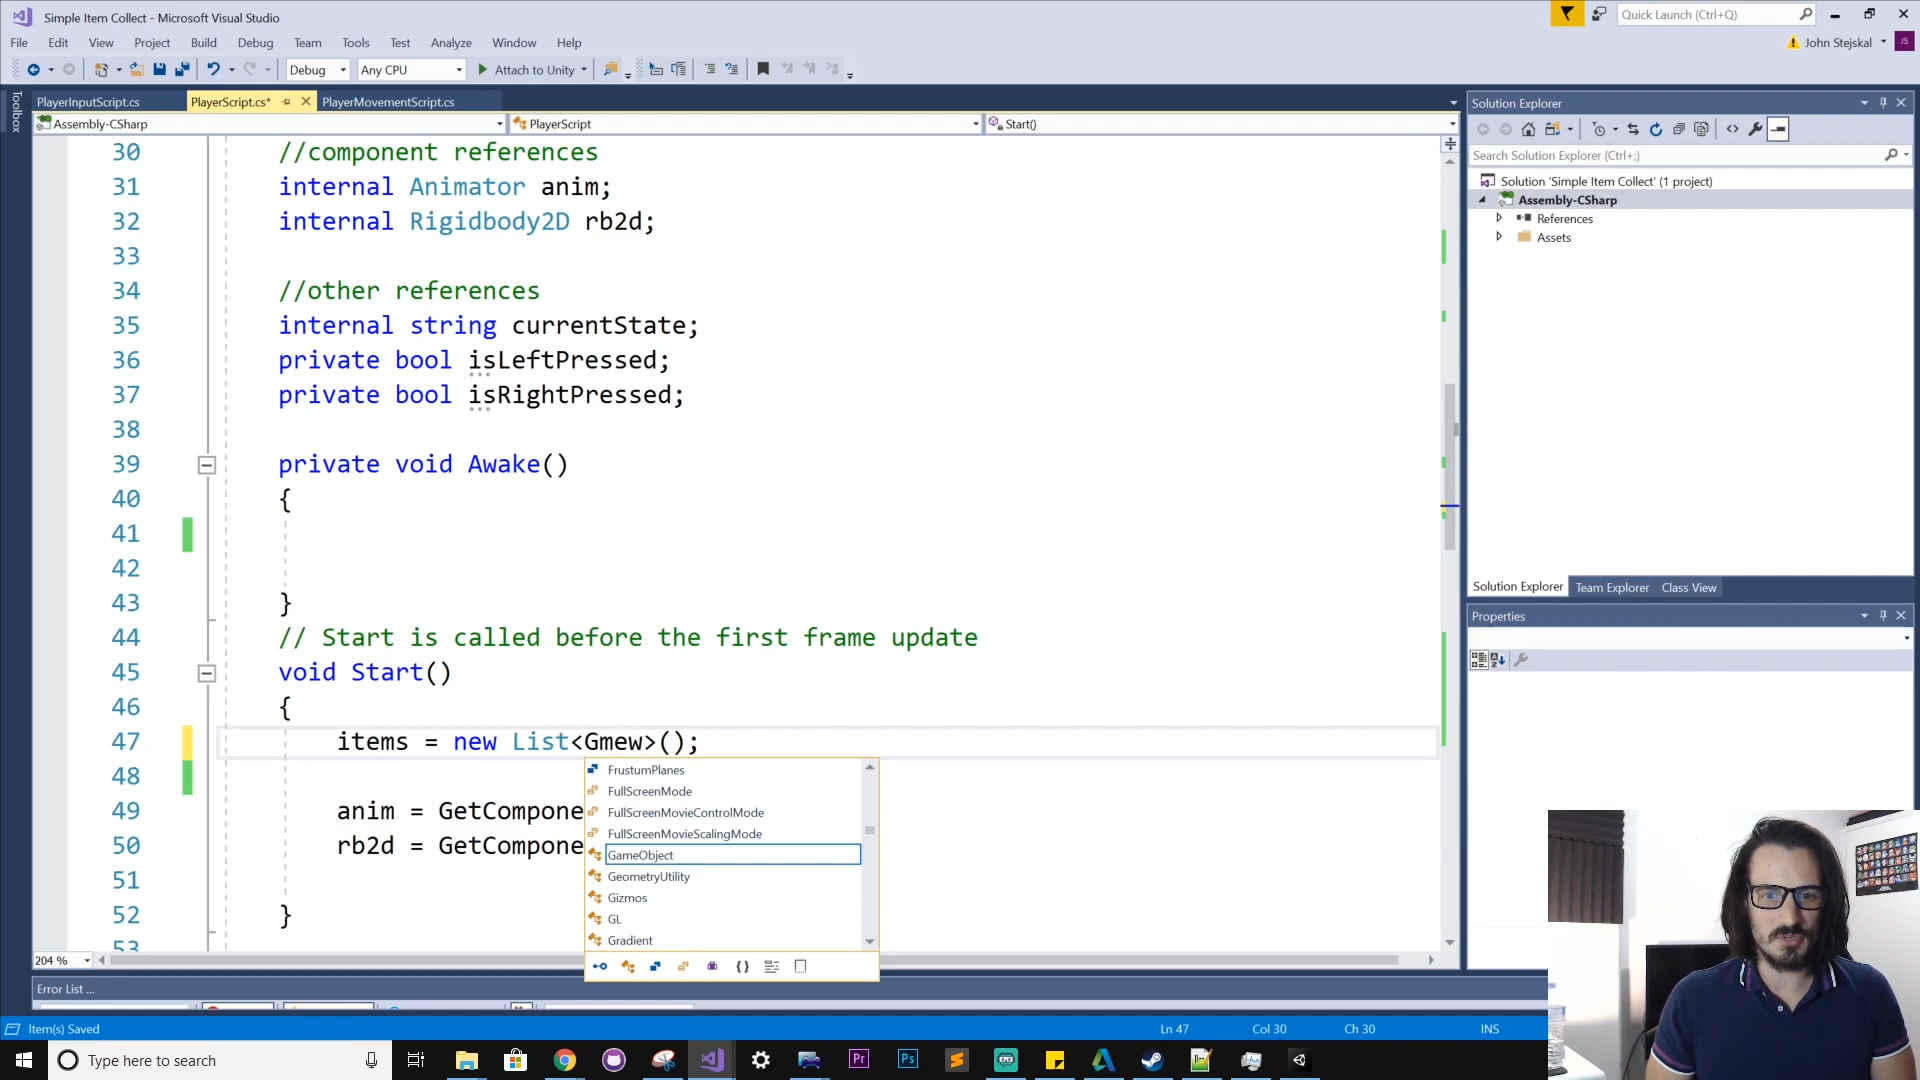 Simple Item Collect - Microsoft Visual Studio
Quick Launch (Ctrl+Q)
File Edit View Project Build Debug Team Tools Test Analyze Window Help
John Stejskal
JS
Debug Any CPU Attach to Unity
Toolbox
PlayerInputScript.cs PlayerScript.cs* PlayerMovementScript.cs
Assembly-CSharp PlayerScript Start()
30 //component references
31 internal Animator anim;
32 internal Rigidbody2D rb2d;
33
34 //other references
35 internal string currentState;
36 private bool isLeftPressed;
37 private bool isRightPressed;
38
39 private void Awake()
40 {
41
42
43 }
44 // Start is called before the first frame update
45 void Start()
46 {
47 items = new List<Gmew>();
48
49 anim = GetCompone
50 rb2d = GetCompone
51
52 }
53
FrustumPlanes
FullScreenMode
FullScreenMovieControlMode
FullScreenMovieScalingMode
GameObject
GeometryUtility
Gizmos
GL
Gradient
204 %
Error List ...
Item(s) Saved Ln 47 Col 30 Ch 30 INS
Solution Explorer
Search Solution Explorer (Ctrl+;)
Solution 'Simple Item Collect' (1 project)
Assembly-CSharp
References
Assets
Solution Explorer Team Explorer Class View
Properties
Type here to search
Pr
Ps